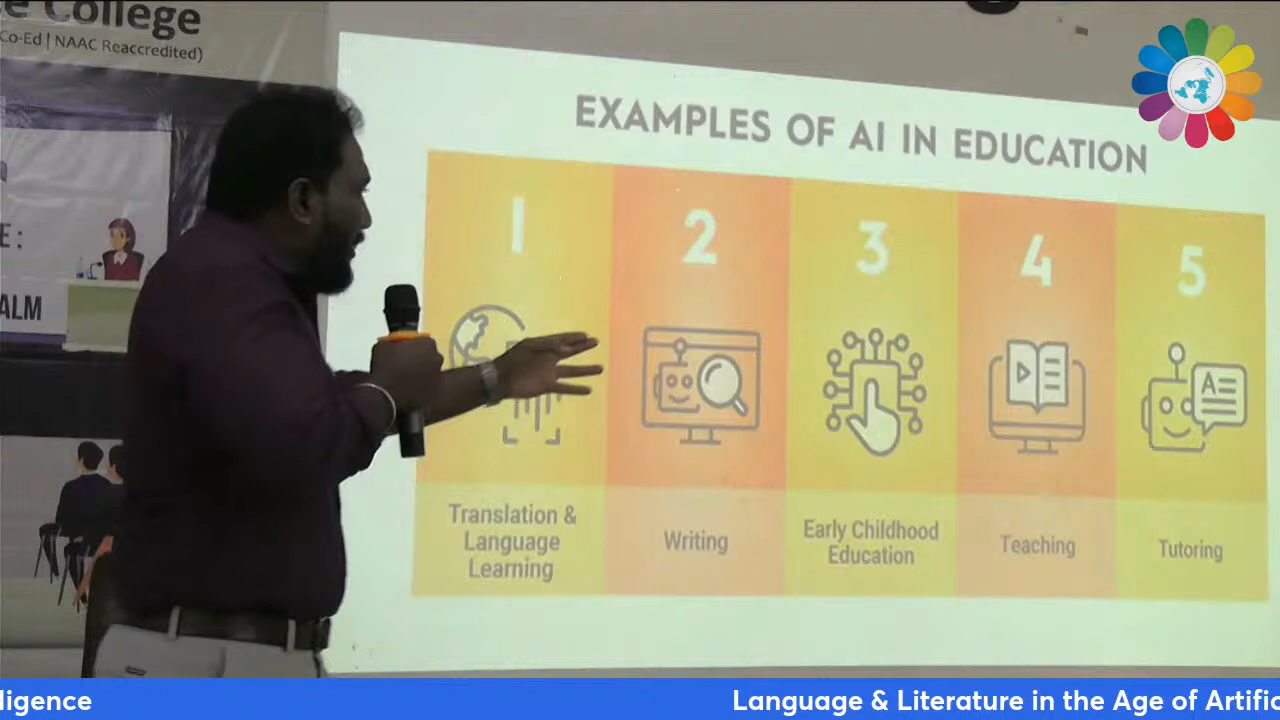 College
Co-Ed | NAAC Reaccredited)
E :
ALM
EXAMPLES OF AI IN EDUCATION
1
2
3
4
5
Translation &
Language
Learning
Writing
Early Childhood
Education
Teaching
Tutoring
A
lligence
Language & Literature in the Age of Artific